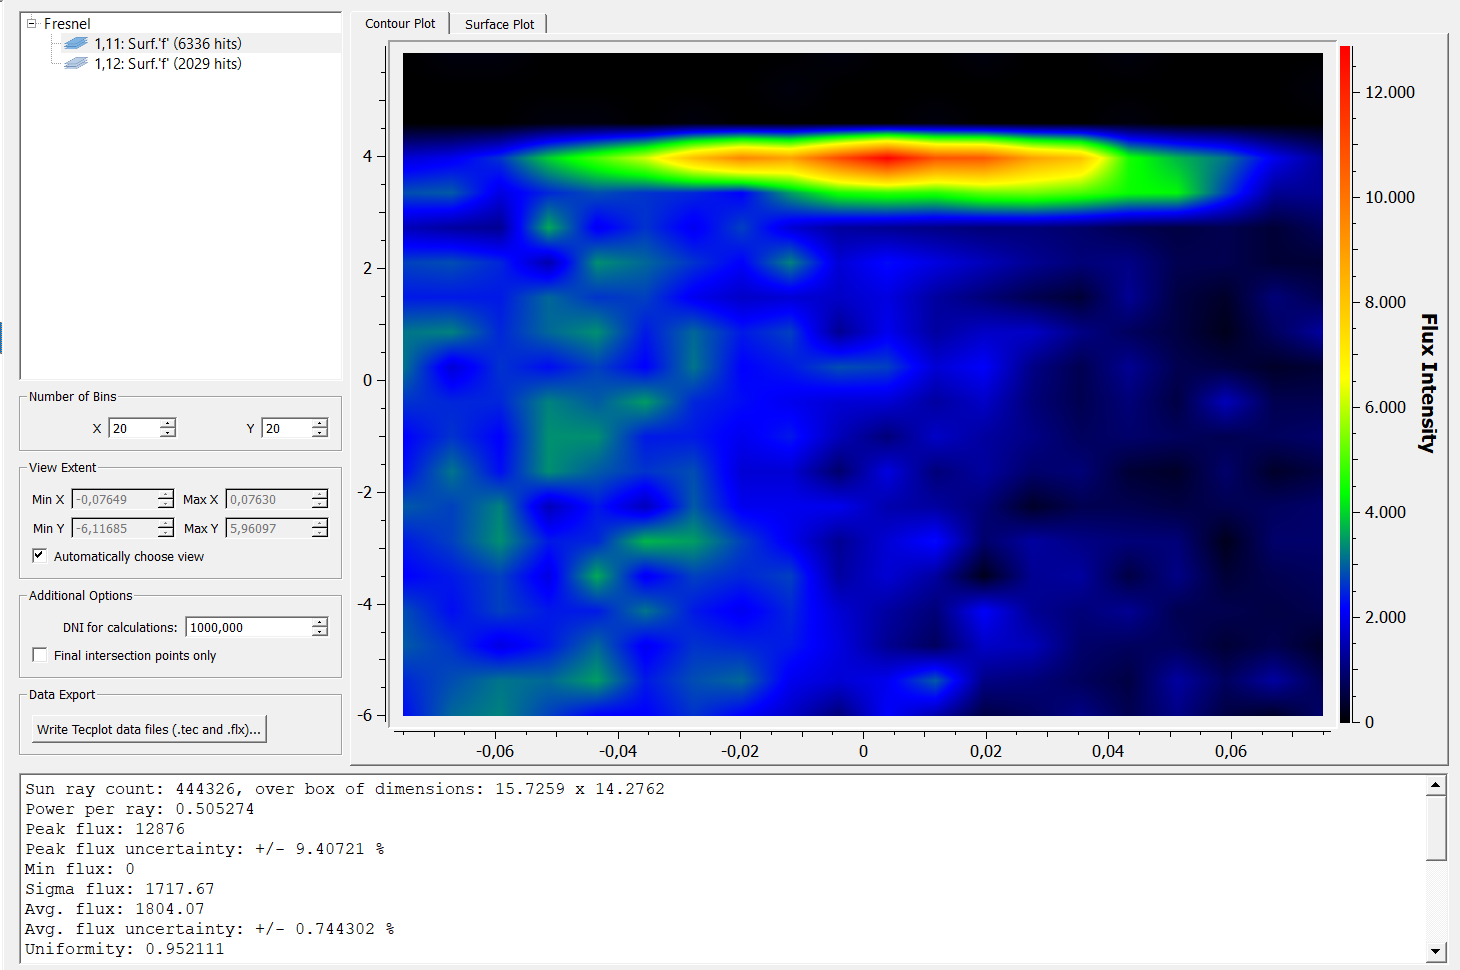 Fresnel
1,11: Surf.'f' (6336 hits)
1,12: Surf.'f' (2029 hits)
Number of Bins
X 20 Y 20
View Extent
Min X -0,07649 Max X 0,07630
Min Y -6,11685 Max Y 5,96097
Automatically choose view
Additional Options
DNI for calculations: 1000,000
Final intersection points only
Data Export
Write Tecplot data files (.tec and .flx)...
Contour Plot Surface Plot
4
2
0
-2
-4
-6
-0,06 -0,04 -0,02 0 0,02 0,04 0,06
12.000
10.000
8.000
6.000
4.000
2.000
0
Flux Intensity
Sun ray count: 444326, over box of dimensions: 15.7259 x 14.2762
Power per ray: 0.505274
Peak flux: 12876
Peak flux uncertainty: +/- 9.40721 %
Min flux: 0
Sigma flux: 1717.67
Avg. flux: 1804.07
Avg. flux uncertainty: +/- 0.744302 %
Uniformity: 0.952111